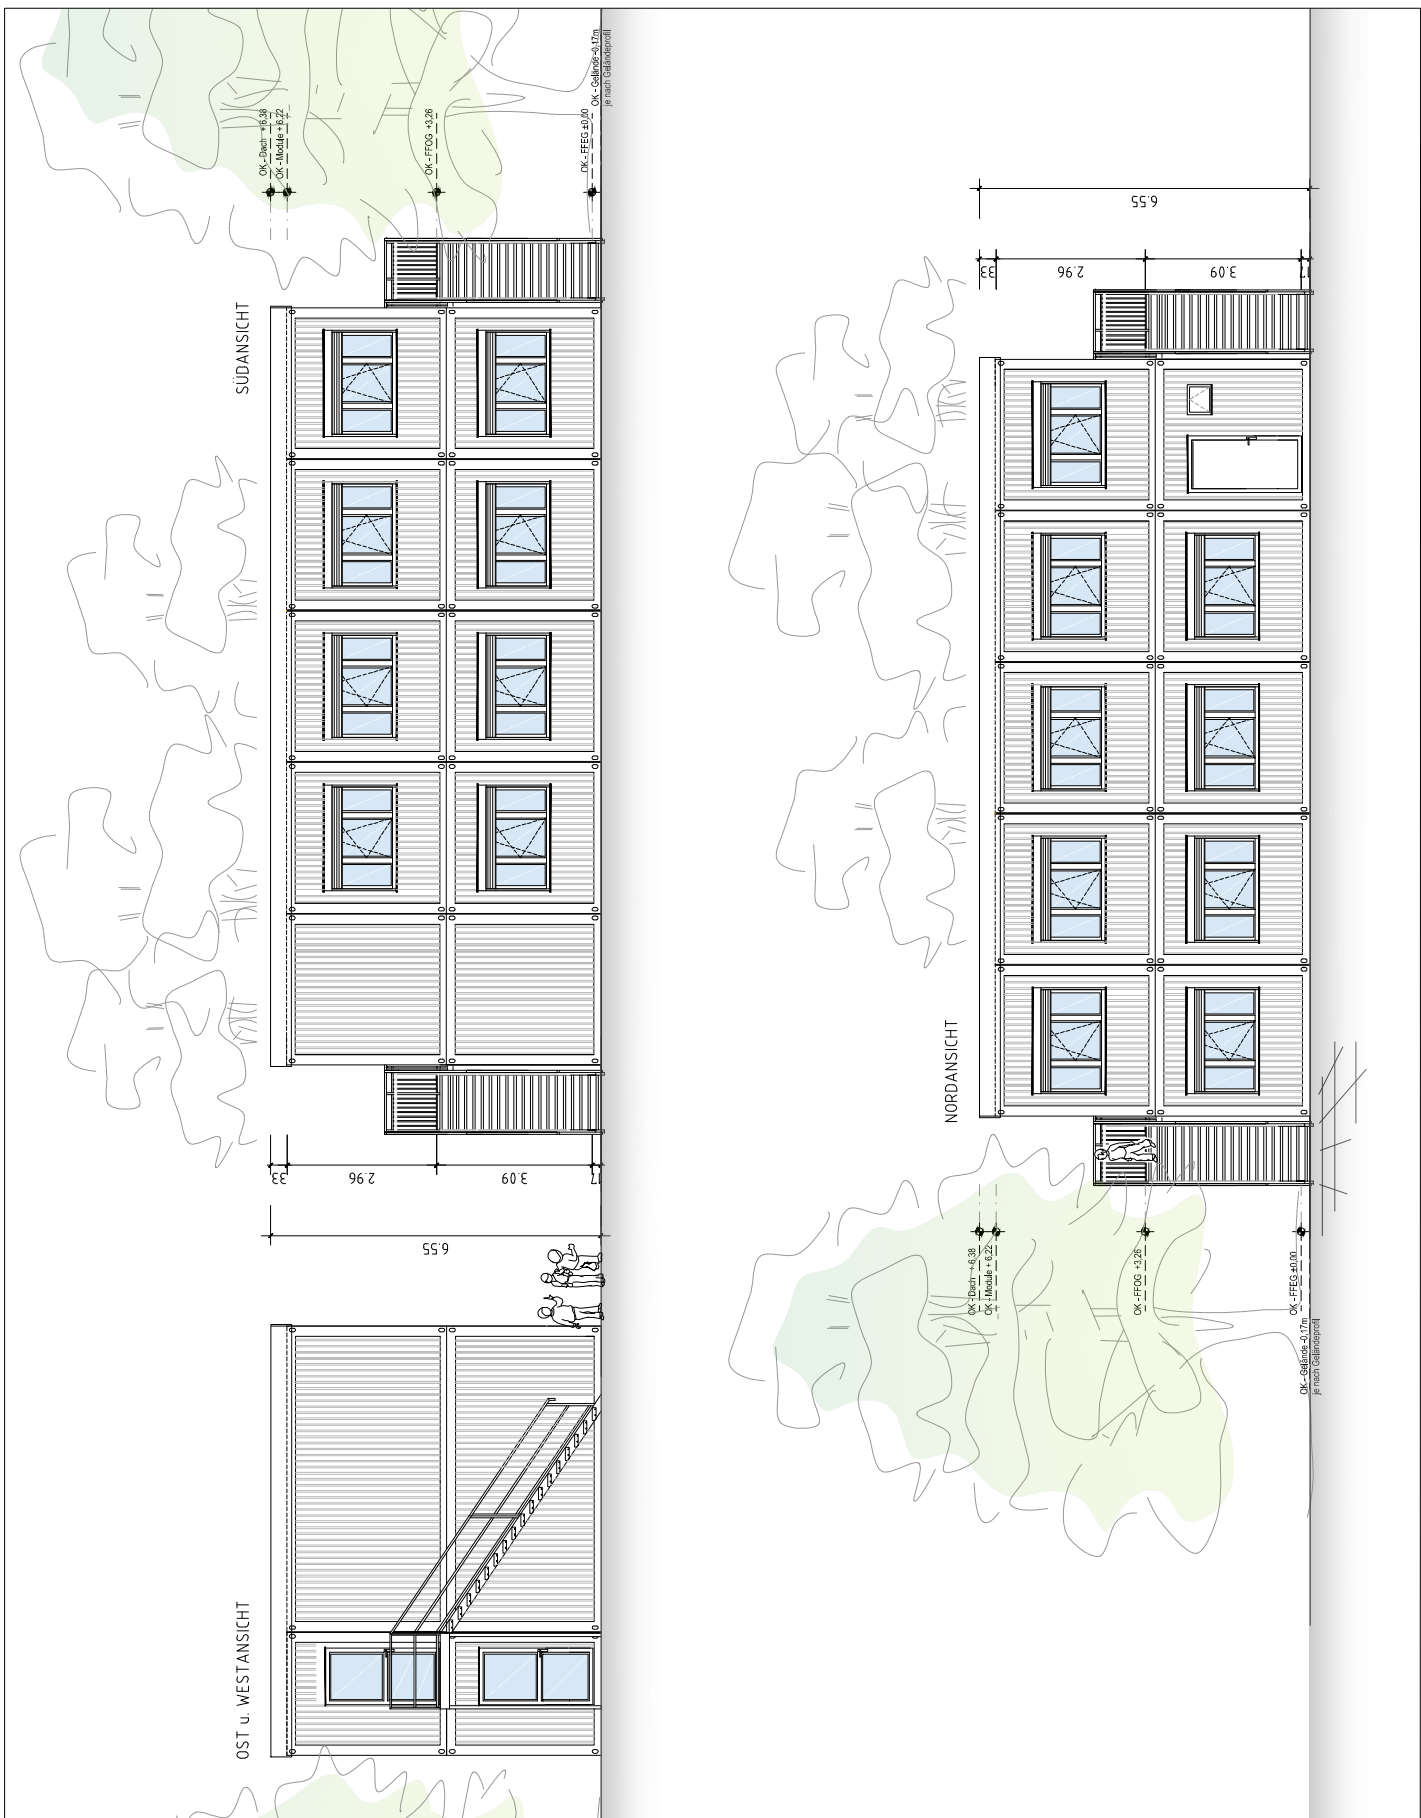 OST u. WESTANSICHT
6.55
33
2.96
3.09
17
SÜDANSICHT
OK - Dach + 6,38
OK - Module + 6,22
OK - FFOG +3,26
OK - FFEG ±0,00
OK - Gelände -0,17m
je nach Geländeprofil
OK - Dach + 6,38
OK - Module + 6,22
OK - FFOG +3,26
OK - FFEG ±0,00
OK - Gelände -0,17m
je nach Geländeprofil
NORDANSICHT
33
2.96
3.09
17
6.55